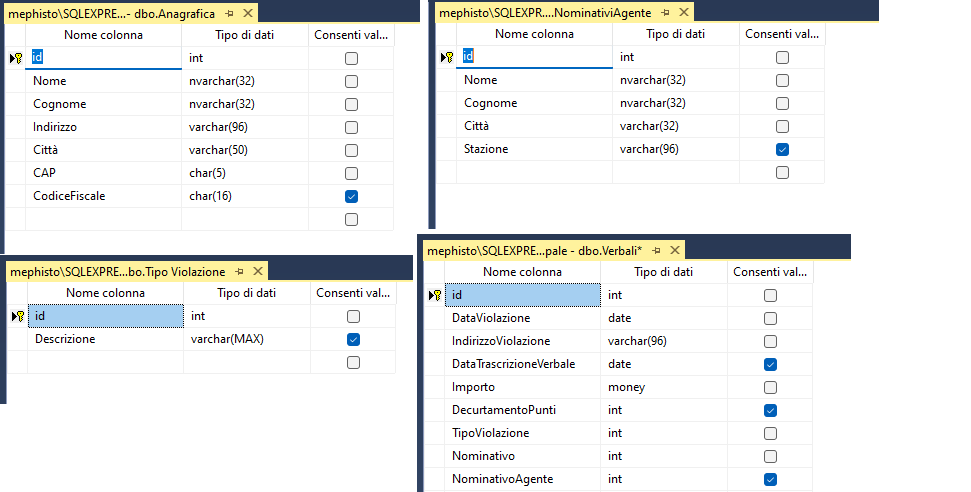 mephisto\SQLEXPRE...- dbo.Anagrafica
Nome colonna Tipo di dati Consenti val...
id int
Nome nvarchar(32)
Cognome nvarchar(32)
Indirizzo varchar(96)
Città varchar(50)
CAP char(5)
CodiceFiscale char(16)
mephisto\SQLEXPR....NominativiAgente
Nome colonna Tipo di dati Consenti val...
id int
Nome nvarchar(32)
Cognome nvarchar(32)
Città varchar(32)
Stazione varchar(96)
mephisto\SQLEXPRE...bo.Tipo Violazione
Nome colonna Tipo di dati Consenti val...
id int
Descrizione varchar(MAX)
mephisto\SQLEXPRE...pale - dbo.Verbali*
Nome colonna Tipo di dati Consenti val...
id int
DataViolazione date
IndirizzoViolazione varchar(96)
DataTrascrizioneVerbale date
Importo money
DecurtamentoPunti int
TipoViolazione int
Nominativo int
NominativoAgente int